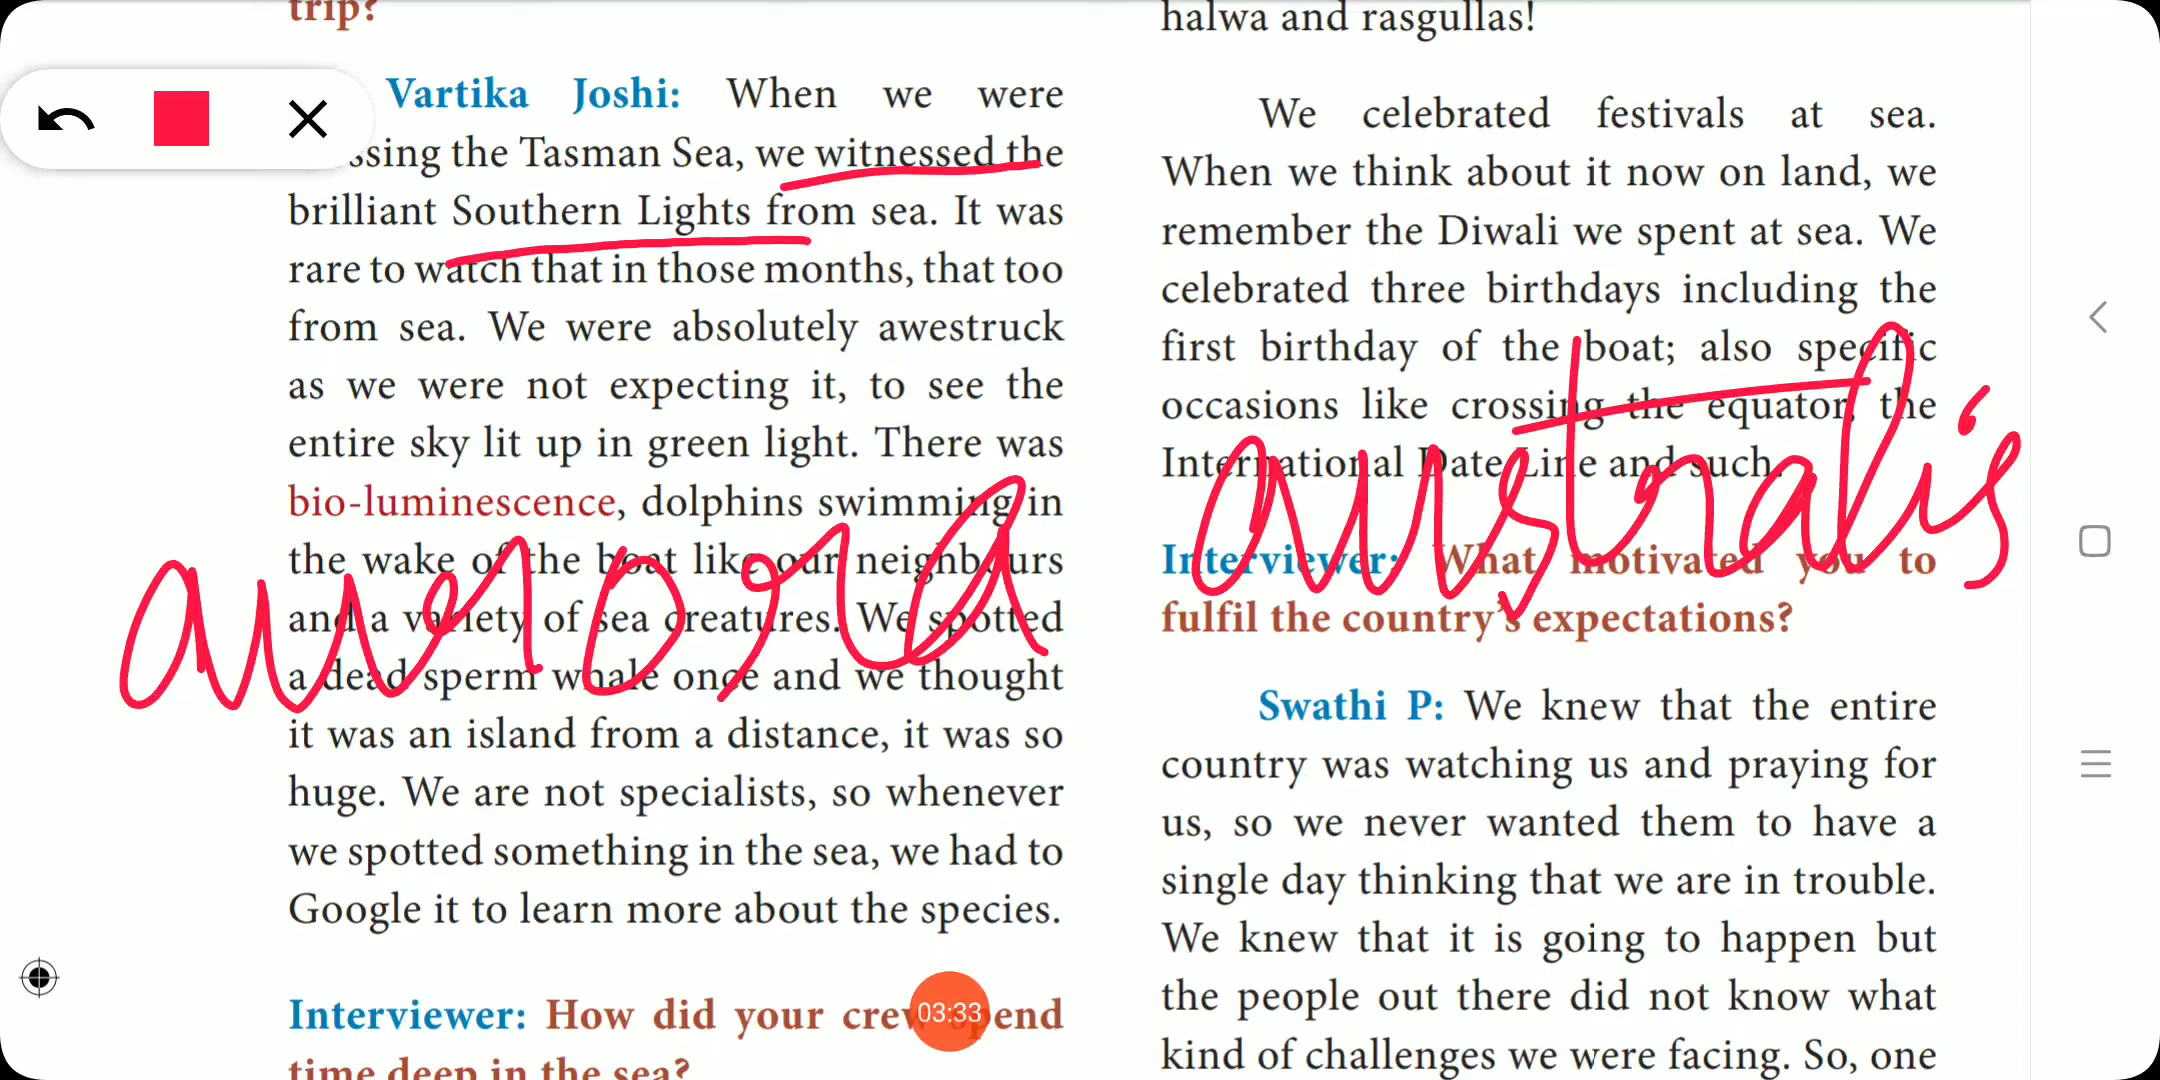 trip?
Vartika Joshi: When we were
ssing the Tasman Sea, we witnessed the
brilliant Southern Lights from sea. It was
rare to watch that in those months, that too
from sea. We were absolutely awestruck
as we were not expecting it, to see the
entire sky lit up in green light. There was
bio-luminescence, dolphins swimming in
the wake of the boat like our neighbours
and a variety of sea creatures. We spotted
a dead sperm whale once and we thought
it was an island from a distance, it was so
huge. We are not specialists, so whenever
we spotted something in the sea, we had to
Google it to learn more about the species.
Interviewer: How did your crew spend
time deep in the sea?
03:33
aurora
halwa and rasgullas!
We celebrated festivals at sea.
When we think about it now on land, we
remember the Diwali we spent at sea. We
celebrated three birthdays including the
first birthday of the boat; also specific
occasions like crossing the equator, the
International Date Line and such.
australis
Interviewer: What motivated you to
fulfil the country's expectations?
Swathi P: We knew that the entire
country was watching us and praying for
us, so we never wanted them to have a
single day thinking that we are in trouble.
We knew that it is going to happen but
the people out there did not know what
kind of challenges we were facing. So, one